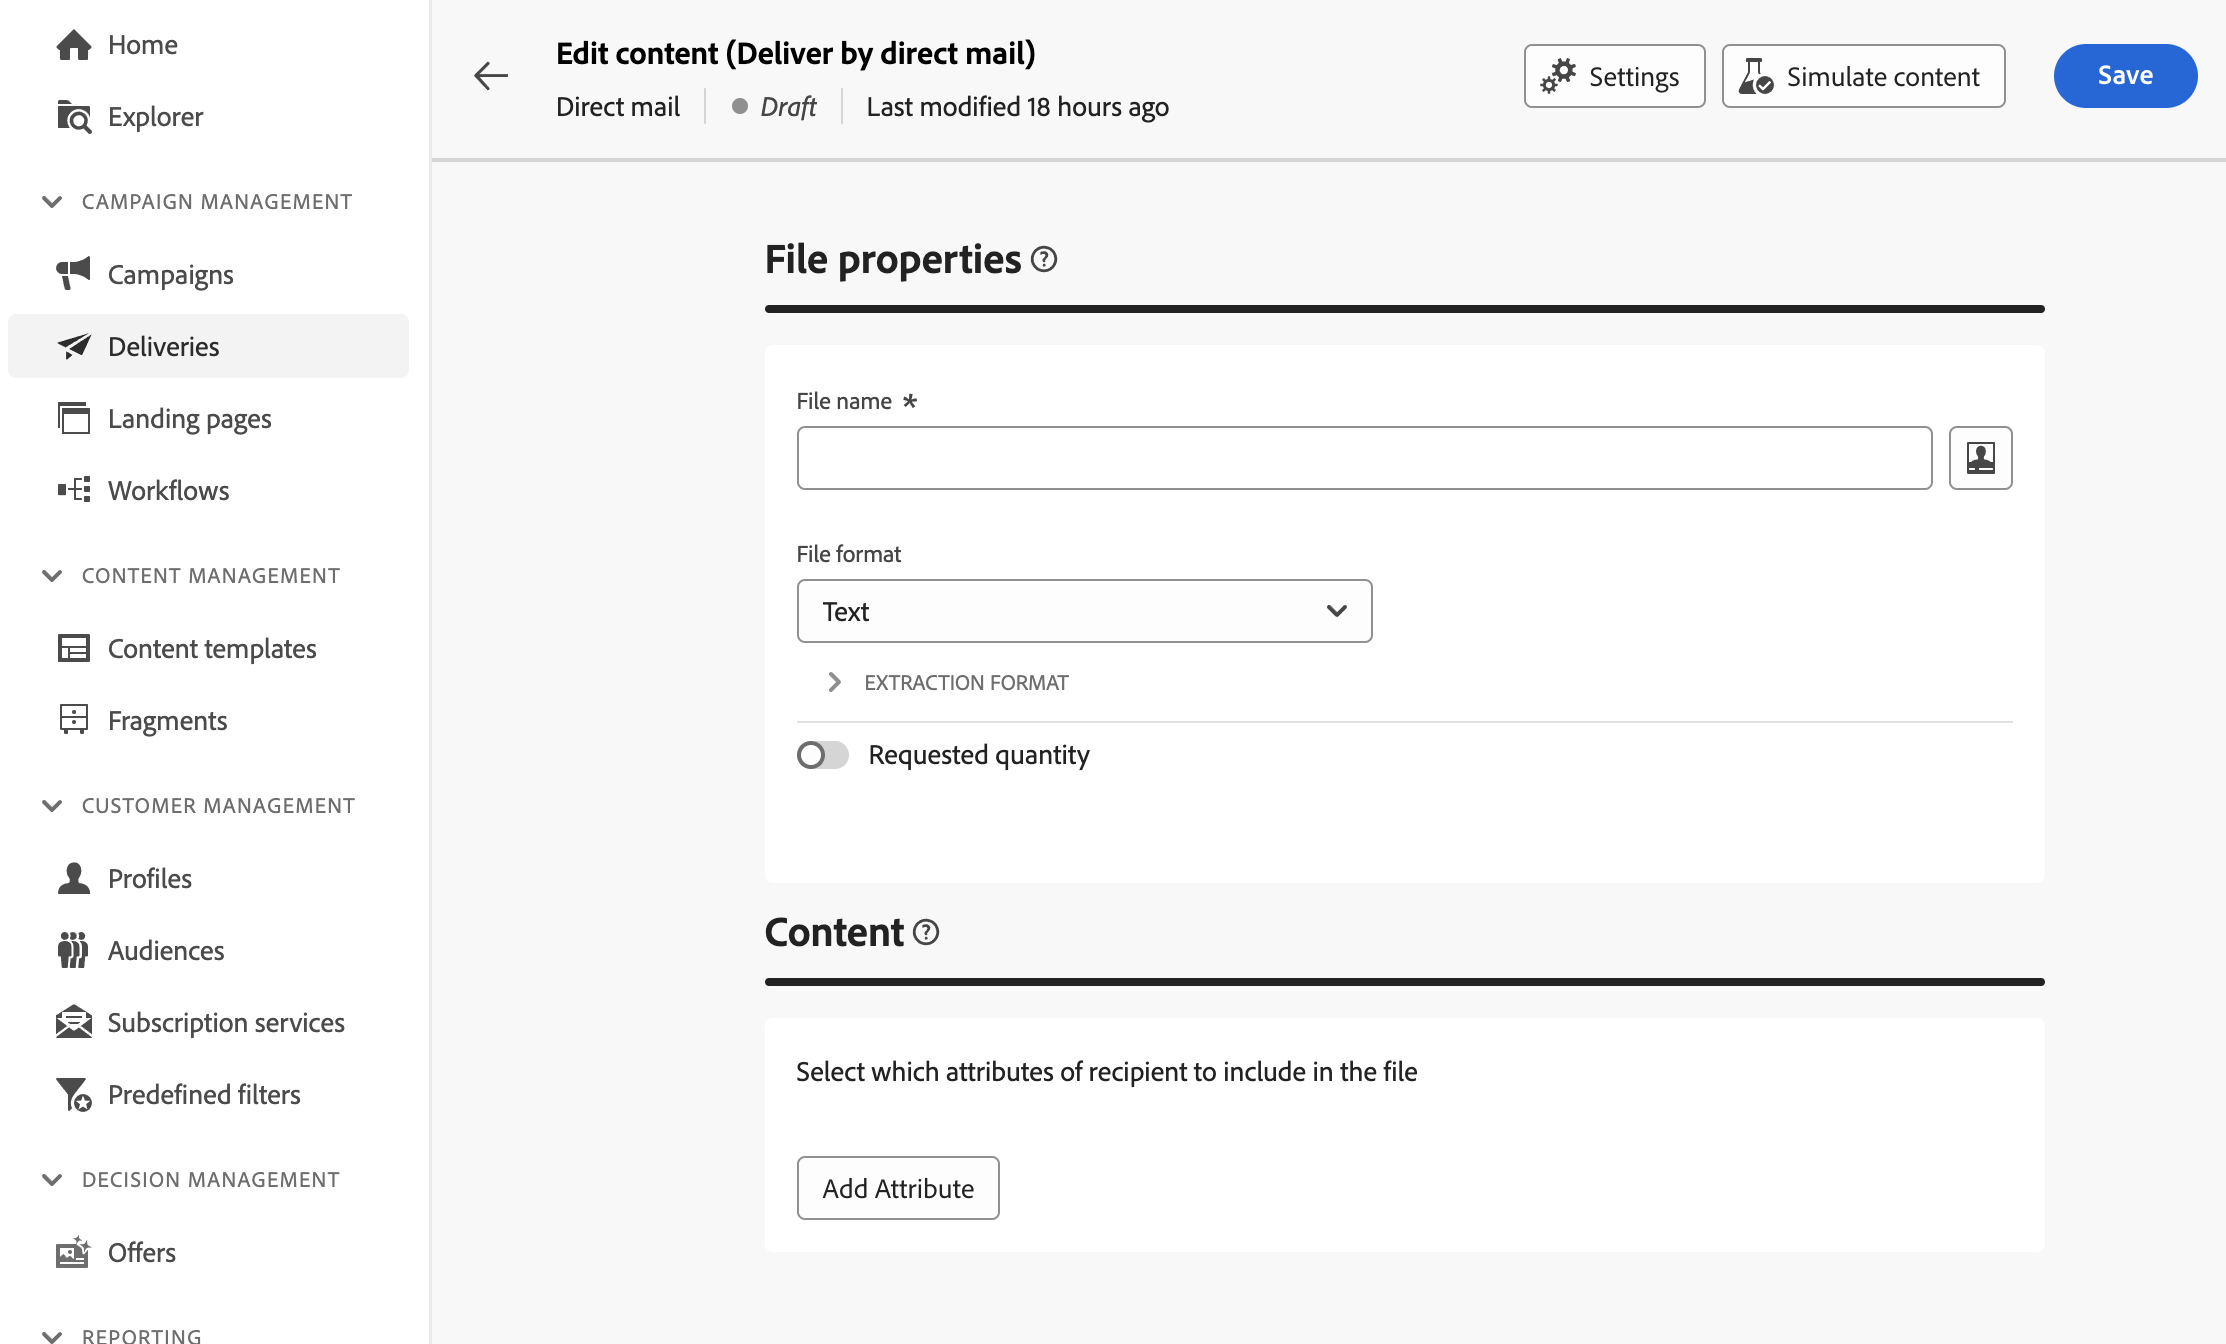 Home
Explorer
CAMPAIGN MANAGEMENT
Campaigns
Deliveries
Landing pages
Workflows
CONTENT MANAGEMENT
Content templates
Fragments
CUSTOMER MANAGEMENT
Profiles
Audiences
Subscription services
Predefined filters
DECISION MANAGEMENT
Offers
REPORTING
Edit content (Deliver by direct mail)
Direct mail Draft Last modified 18 hours ago
Settings
Simulate content
Save
File properties
File name *
File format
Text
EXTRACTION FORMAT
Requested quantity
Content
Select which attributes of recipient to include in the file
Add Attribute